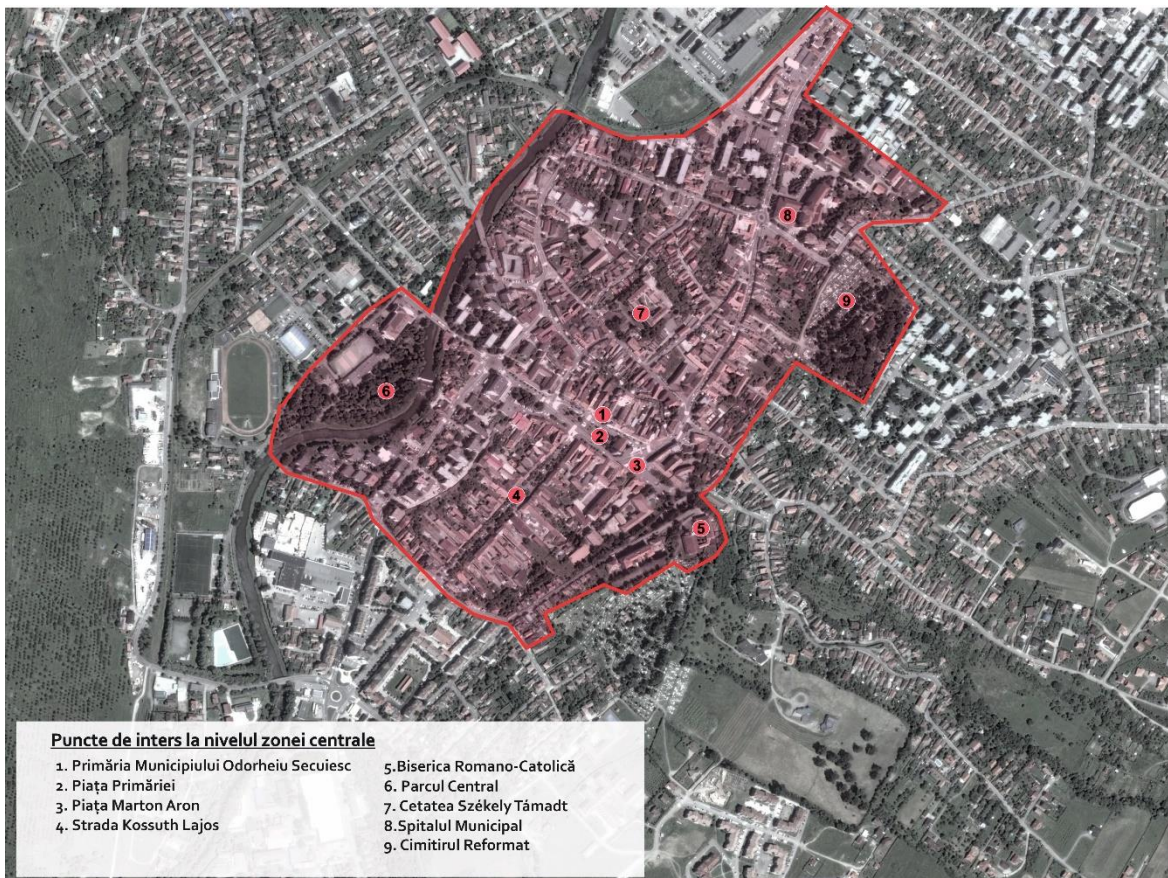 8
9
7
6
1
2
3
4
5
Puncte de inters la nivelul zonei centrale
1. Primăria Municipiului Odorheiu Secuiesc
2. Piața Primăriei
3. Piața Marton Aron
4. Strada Kossuth Lajos
5.Biserica Romano-Catolică
6. Parcul Central
7. Cetatea Székely Támadt
8.Spitalul Municipal
9. Cimitirul Reformat